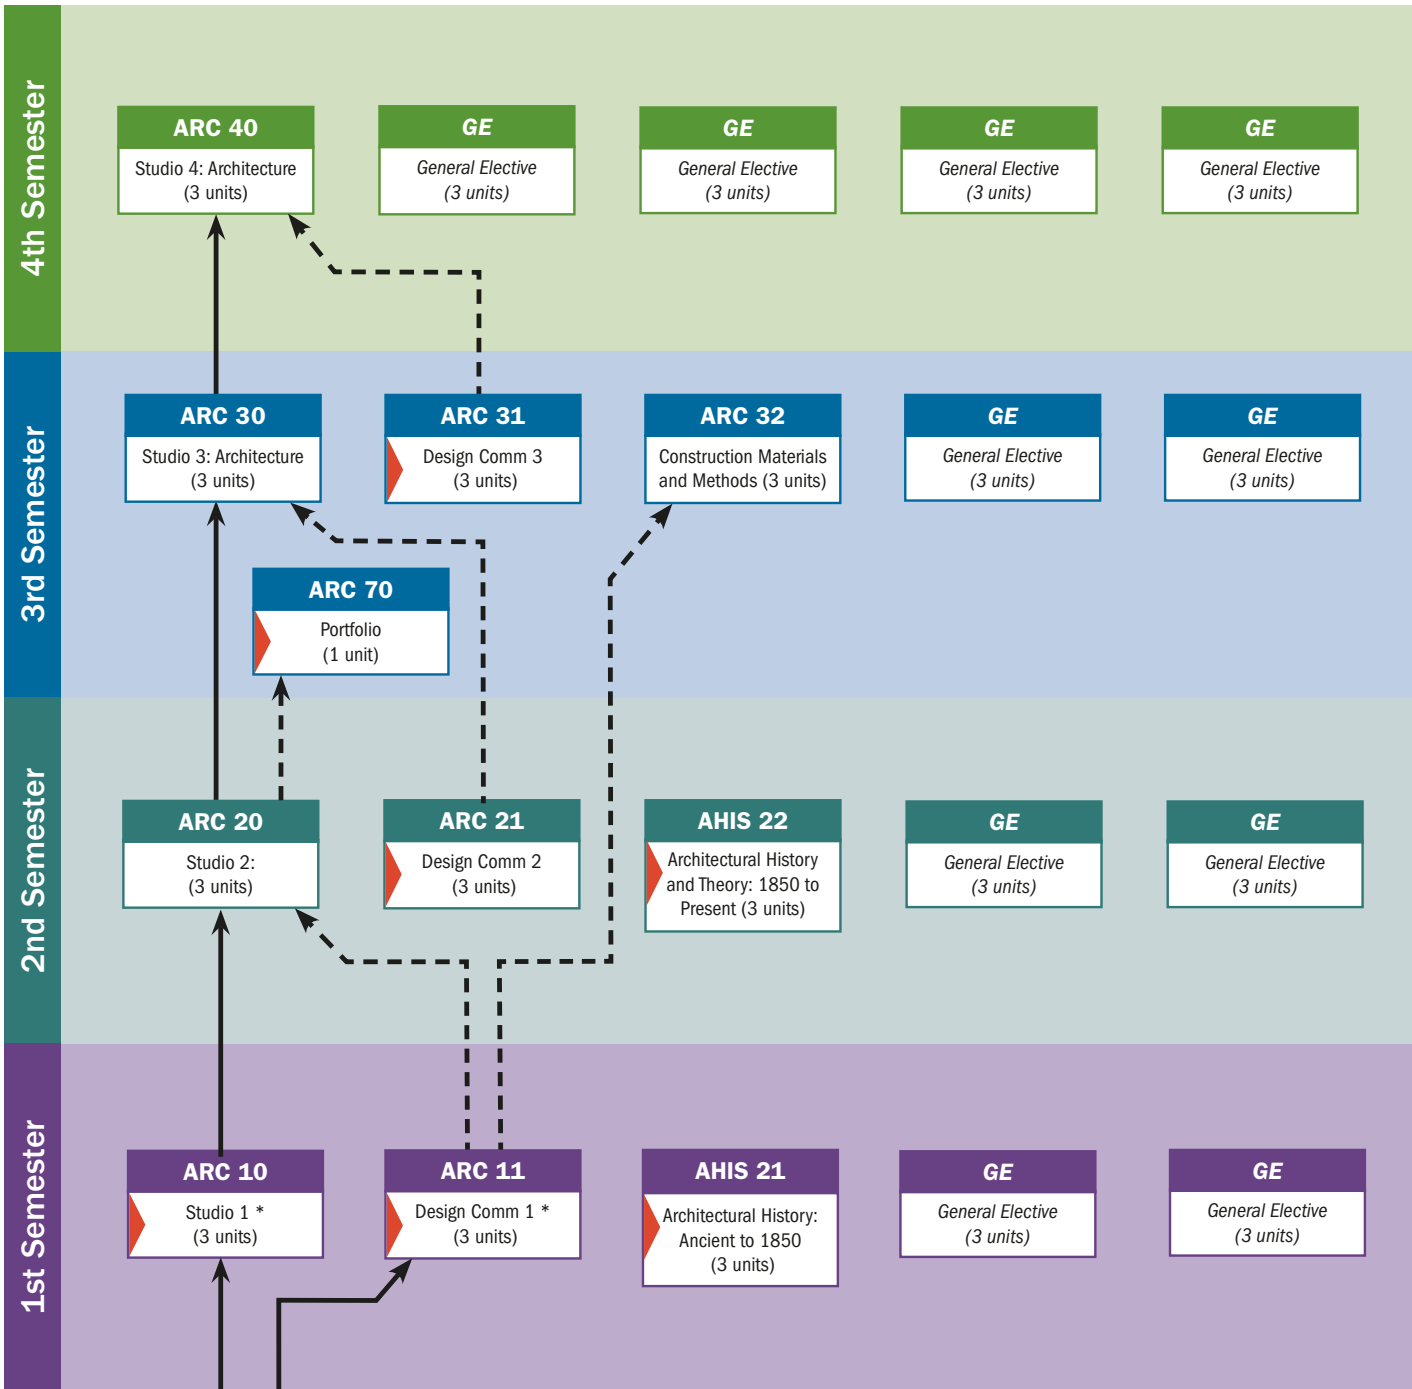 4th Semester
ARC 40
Studio 4: Architecture
(3 units)
GE
General Elective
(3 units)
GE
General Elective
(3 units)
GE
General Elective
(3 units)
GE
General Elective
(3 units)
3rd Semester
ARC 30
Studio 3: Architecture
(3 units)
ARC 31
Design Comm 3
(3 units)
ARC 32
Construction Materials
and Methods (3 units)
GE
General Elective
(3 units)
GE
General Elective
(3 units)
ARC 70
Portfolio
(1 unit)
2nd Semester
ARC 20
Studio 2:
(3 units)
ARC 21
Design Comm 2
(3 units)
AHIS 22
Architectural History
and Theory: 1850 to
Present (3 units)
GE
General Elective
(3 units)
GE
General Elective
(3 units)
1st Semester
ARC 10
Studio 1 *
(3 units)
ARC 11
Design Comm 1 *
(3 units)
AHIS 21
Architectural History:
Ancient to 1850
(3 units)
GE
General Elective
(3 units)
GE
General Elective
(3 units)